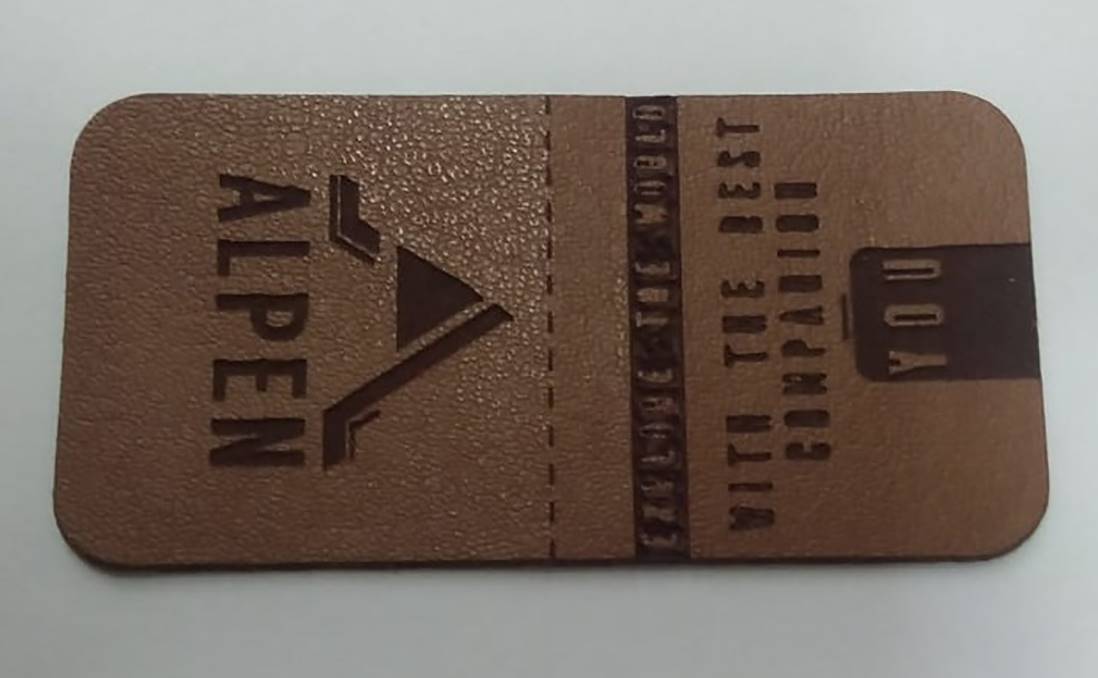 ALPEN
EXPLORE THE WORLD
WITH THE BEST
COMPANION
YOU